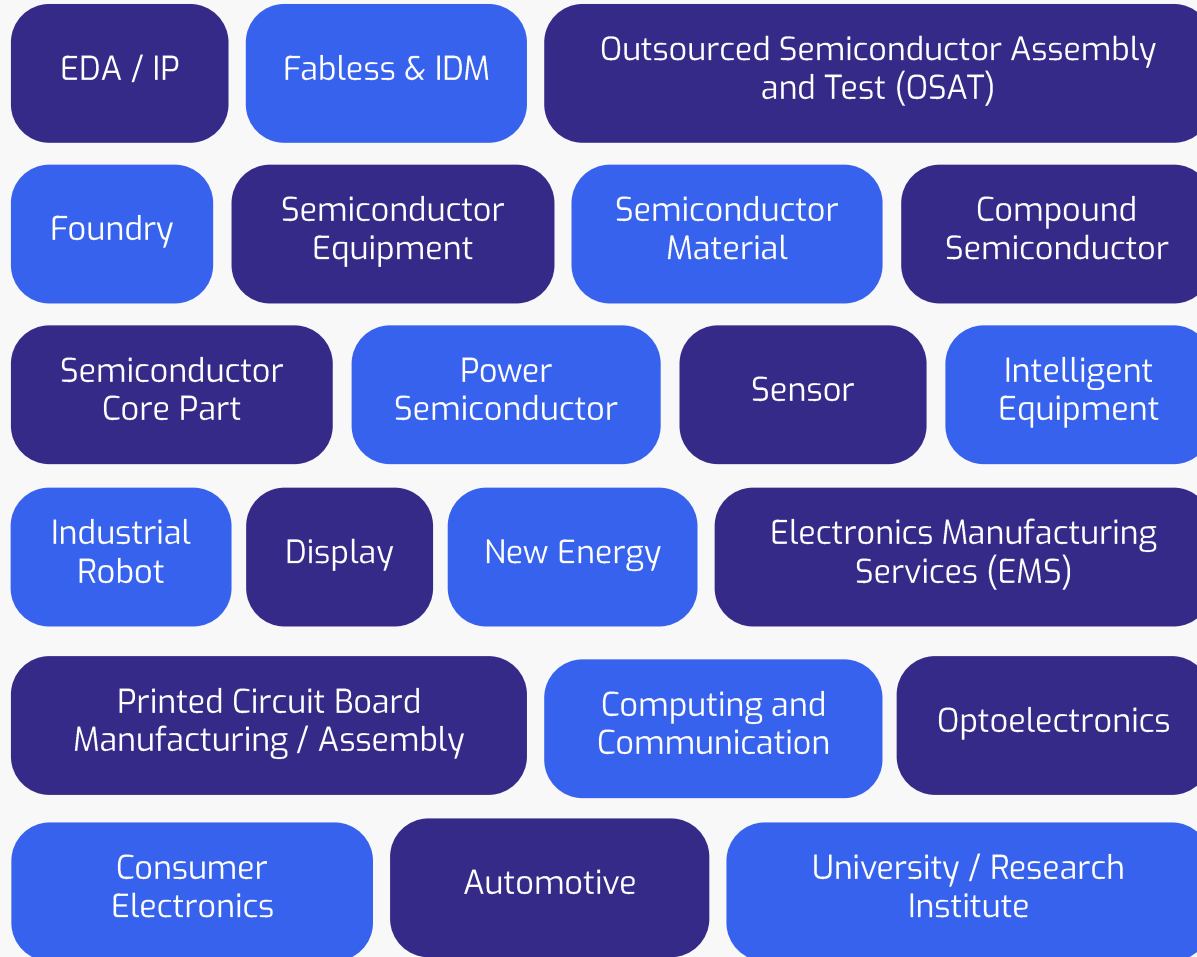 EDA / IP
Fabless & IDM
Outsourced Semiconductor Assembly
and Test (OSAT)
Foundry
Semiconductor
Equipment
Semiconductor
Material
Compound
Semiconductor
Semiconductor
Core Part
Power
Semiconductor
Sensor
Intelligent
Equipment
Industrial
Robot
Display
New Energy
Electronics Manufacturing
Services (EMS)
Printed Circuit Board
Manufacturing / Assembly
Computing and
Communication
Optoelectronics
Consumer
Electronics
Automotive
University / Research
Institute